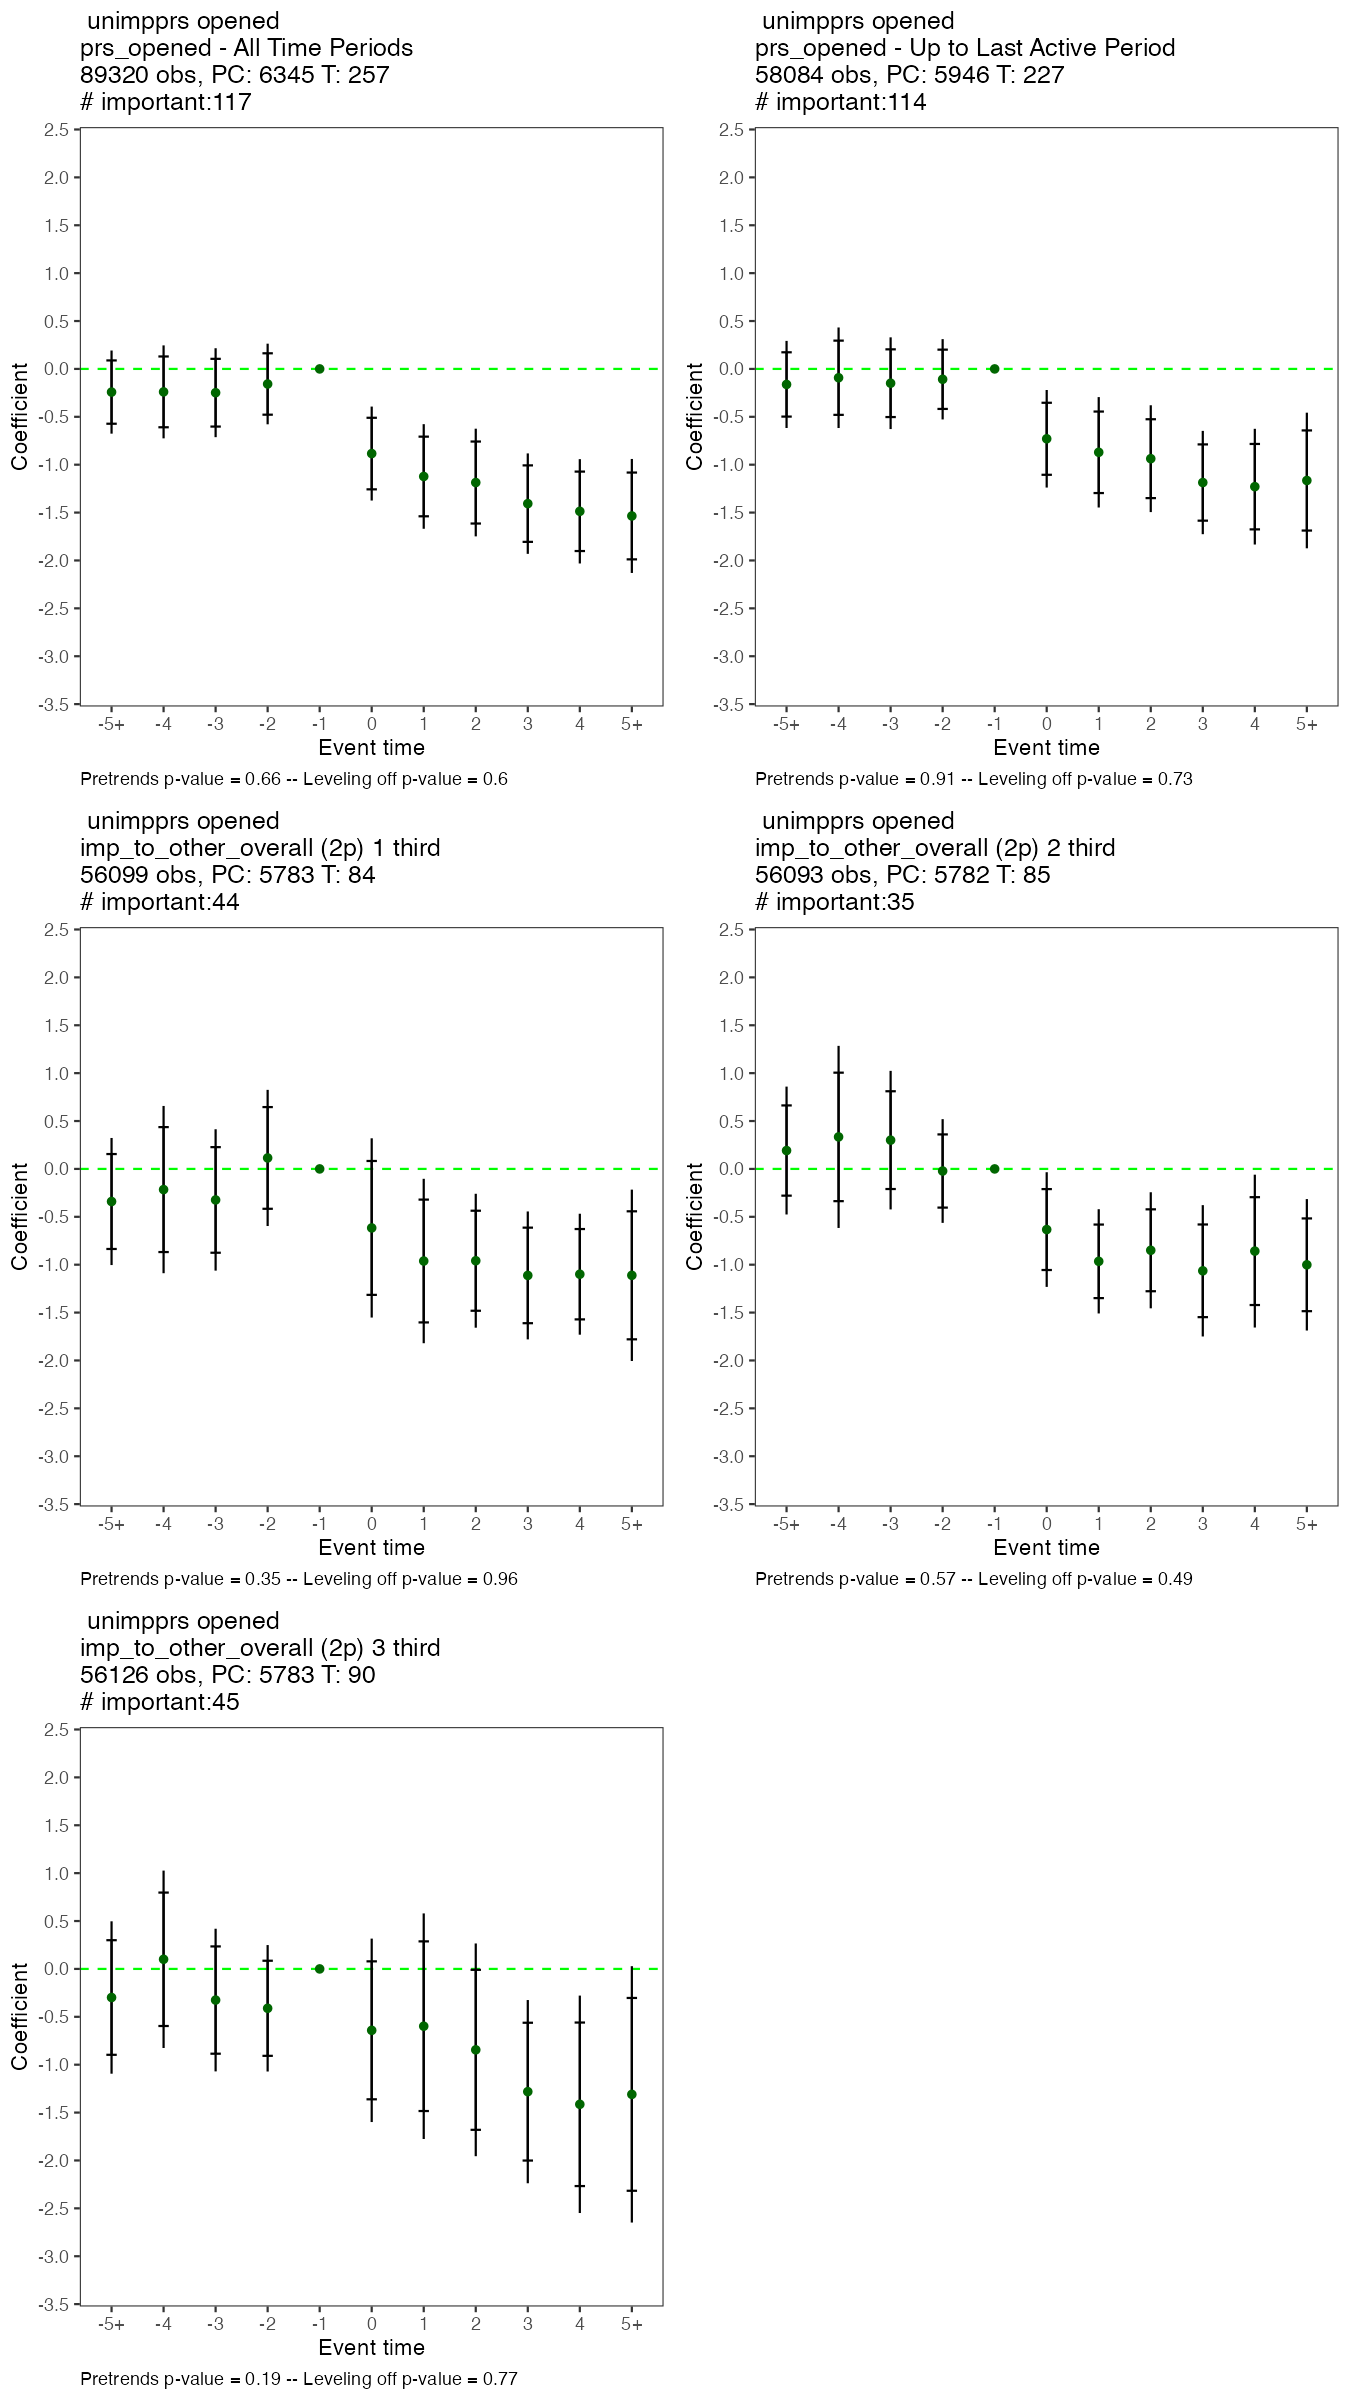 unimpprs opened
prs_opened - All Time Periods
89320 obs, PC: 6345 T: 257
# important:117
2.5
2.0
1.5
1.0
0.5
0.0
-0.5
-1.0
-1.5
-2.0
-2.5
-3.0
-3.5
Coefficient
-5+ -4 -3 -2 -1 0 1 2 3 4 5+
Event time
Pretrends p-value = 0.66 -- Leveling off p-value = 0.6
unimpprs opened
prs_opened - Up to Last Active Period
58084 obs, PC: 5946 T: 227
# important:114
2.5
2.0
1.5
1.0
0.5
0.0
-0.5
-1.0
-1.5
-2.0
-2.5
-3.0
-3.5
Coefficient
-5+ -4 -3 -2 -1 0 1 2 3 4 5+
Event time
Pretrends p-value = 0.91 -- Leveling off p-value = 0.73
unimpprs opened
imp_to_other_overall (2p) 1 third
56099 obs, PC: 5783 T: 84
# important:44
2.5
2.0
1.5
1.0
0.5
0.0
-0.5
-1.0
-1.5
-2.0
-2.5
-3.0
-3.5
Coefficient
-5+ -4 -3 -2 -1 0 1 2 3 4 5+
Event time
Pretrends p-value = 0.35 -- Leveling off p-value = 0.96
unimpprs opened
imp_to_other_overall (2p) 2 third
56093 obs, PC: 5782 T: 85
# important:35
2.5
2.0
1.5
1.0
0.5
0.0
-0.5
-1.0
-1.5
-2.0
-2.5
-3.0
-3.5
Coefficient
-5+ -4 -3 -2 -1 0 1 2 3 4 5+
Event time
Pretrends p-value = 0.57 -- Leveling off p-value = 0.49
unimpprs opened
imp_to_other_overall (2p) 3 third
56126 obs, PC: 5783 T: 90
# important:45
2.5
2.0
1.5
1.0
0.5
0.0
-0.5
-1.0
-1.5
-2.0
-2.5
-3.0
-3.5
Coefficient
-5+ -4 -3 -2 -1 0 1 2 3 4 5+
Event time
Pretrends p-value = 0.19 -- Leveling off p-value = 0.77